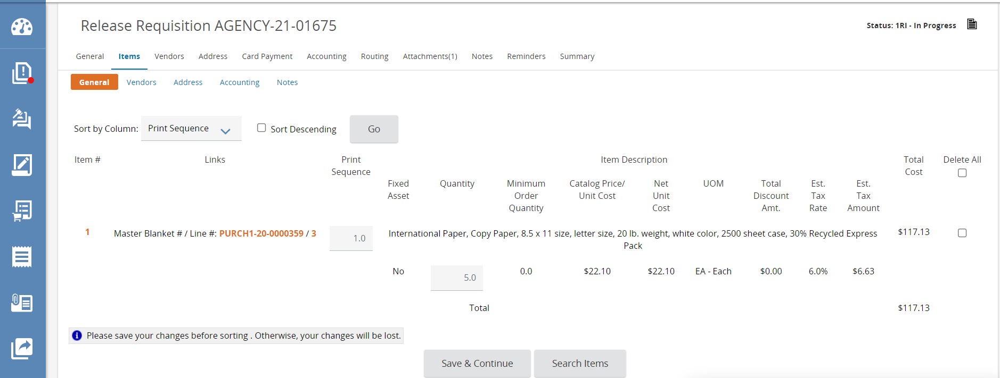 Release Requisition AGENCY-21-01675
Status: 1RI - In Progress
General Items Vendors Address Card Payment Accounting Routing Attachments(1) Notes Reminders Summary
General Vendors Address Accounting Notes
Sort by Column: Print Sequence Sort Descending Go
Item # Links Print Item Description Total Delete All
Sequence Cost
Fixed Quantity Minimum Catalog Price/ Net UOM Total Est. Est.
Asset Order Unit Cost Unit Discount Tax Tax
Quantity Cost Amt. Rate Amount
1 Master Blanket # / Line #: PURCH1-20-0000359 / 3 1.0 International Paper, Copy Paper, 8.5 x 11 size, letter size, 20 lb. weight, white color, 2500 sheet case, 30% Recycled Express $117.13
Pack
No 5.0 0.0 $22.10 $22.10 EA - Each $0.00 6.0% $6.63
Total $117.13
Please save your changes before sorting . Otherwise, your changes will be lost.
Save & Continue Search Items